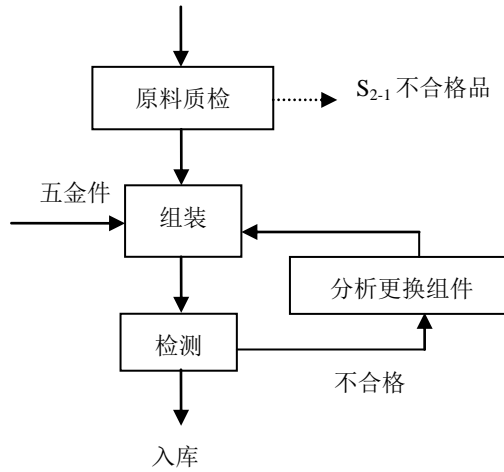 原料质检
S2-1 不合格品
五金件
组装
分析更换组件
检测
不合格
入库